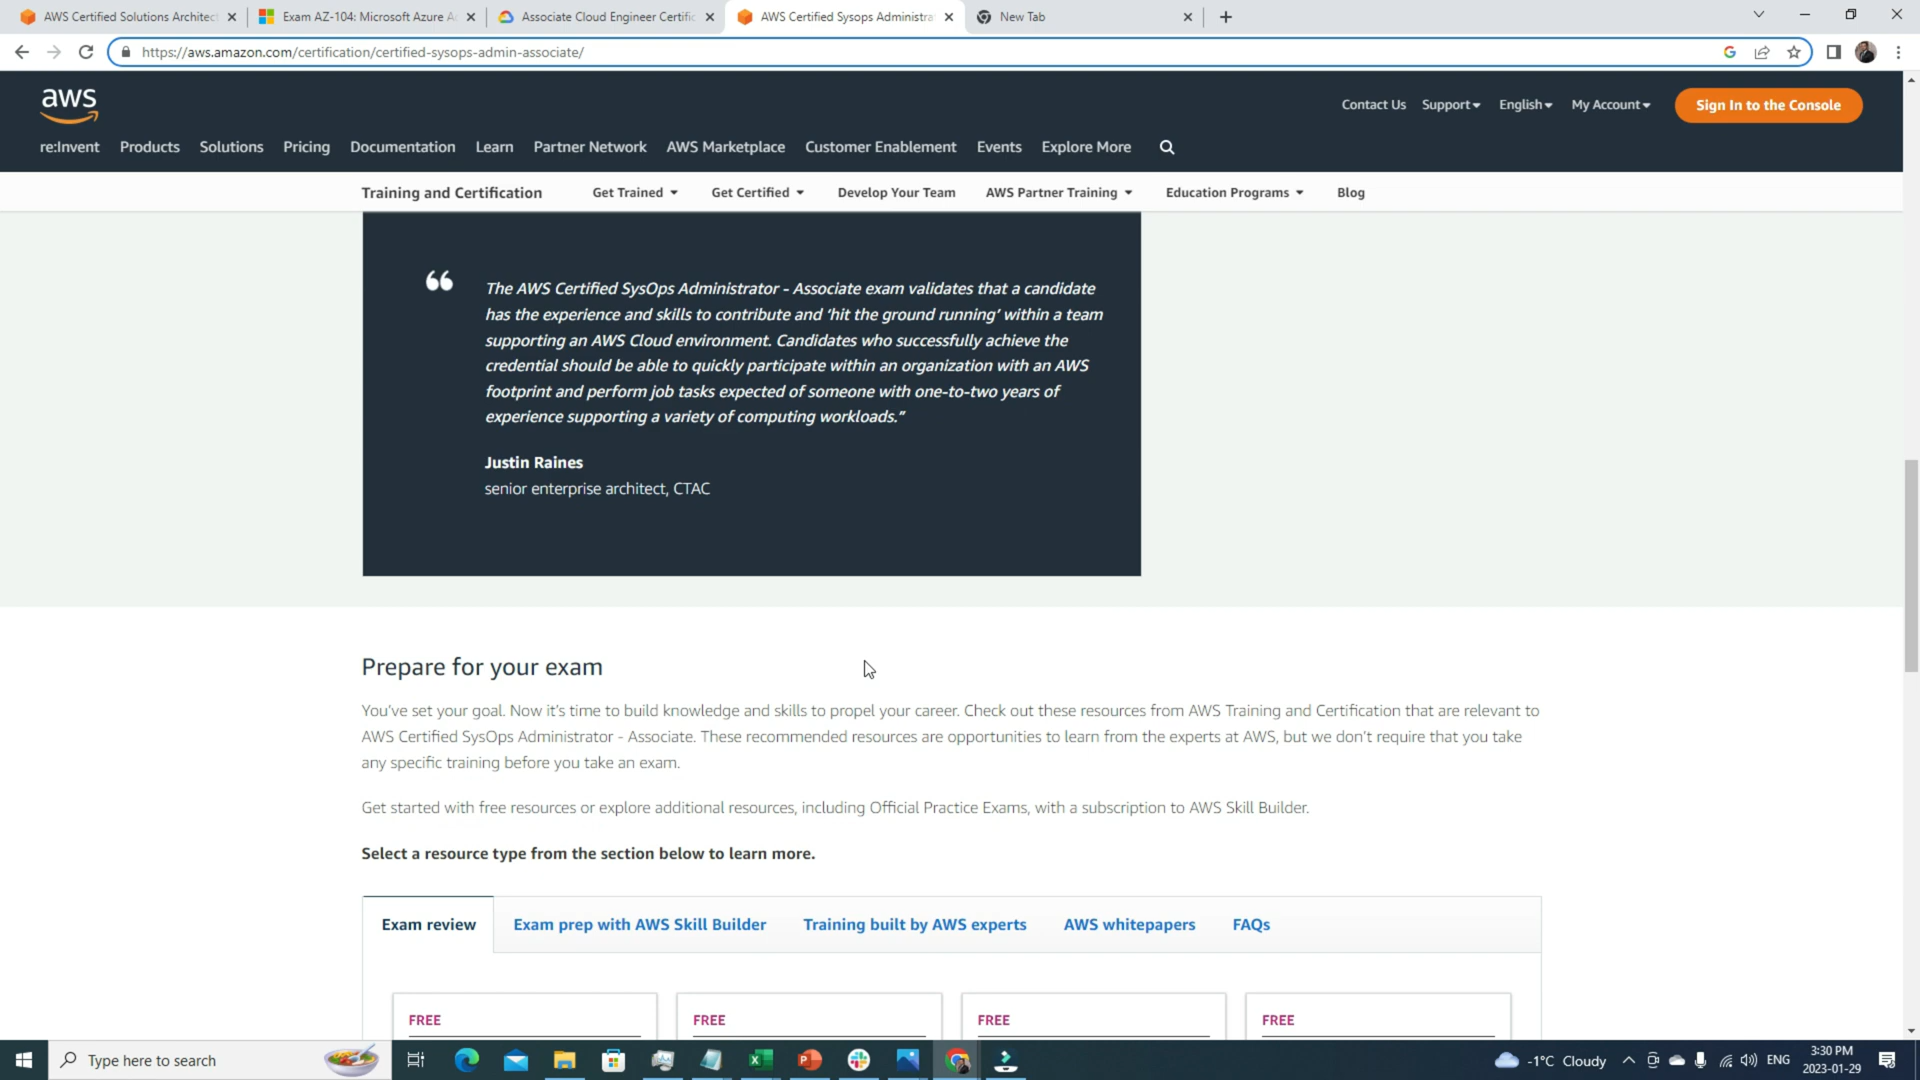 AWS Certified Solutions Architect
Exam AZ-104: Microsoft Azure A
Associate Cloud Engineer Certific
AWS Certified Sysops Administra
New Tab
https://aws.amazon.com/certification/certified-sysops-admin-associate/
aws
Contact Us Support English My Account Sign In to the Console
re:Invent Products Solutions Pricing Documentation Learn Partner Network AWS Marketplace Customer Enablement Events Explore More
Training and Certification Get Trained Get Certified Develop Your Team AWS Partner Training Education Programs Blog
“
The AWS Certified SysOps Administrator - Associate exam validates that a candidate
has the experience and skills to contribute and ‘hit the ground running’ within a team
supporting an AWS Cloud environment. Candidates who successfully achieve the
credential should be able to quickly participate within an organization with an AWS
footprint and perform job tasks expected of someone with one-to-two years of
experience supporting a variety of computing workloads.”
Justin Raines
senior enterprise architect, CTAC
Prepare for your exam
You’ve set your goal. Now it’s time to build knowledge and skills to propel your career. Check out these resources from AWS Training and Certification that are relevant to
AWS Certified SysOps Administrator - Associate. These recommended resources are opportunities to learn from the experts at AWS, but we don’t require that you take
any specific training before you take an exam.
Get started with free resources or explore additional resources, including Official Practice Exams, with a subscription to AWS Skill Builder.
Select a resource type from the section below to learn more.
Exam review Exam prep with AWS Skill Builder Training built by AWS experts AWS whitepapers FAQs
FREE FREE FREE FREE
Type here to search
-1°C Cloudy
ENG
3:30 PM
2023-01-29